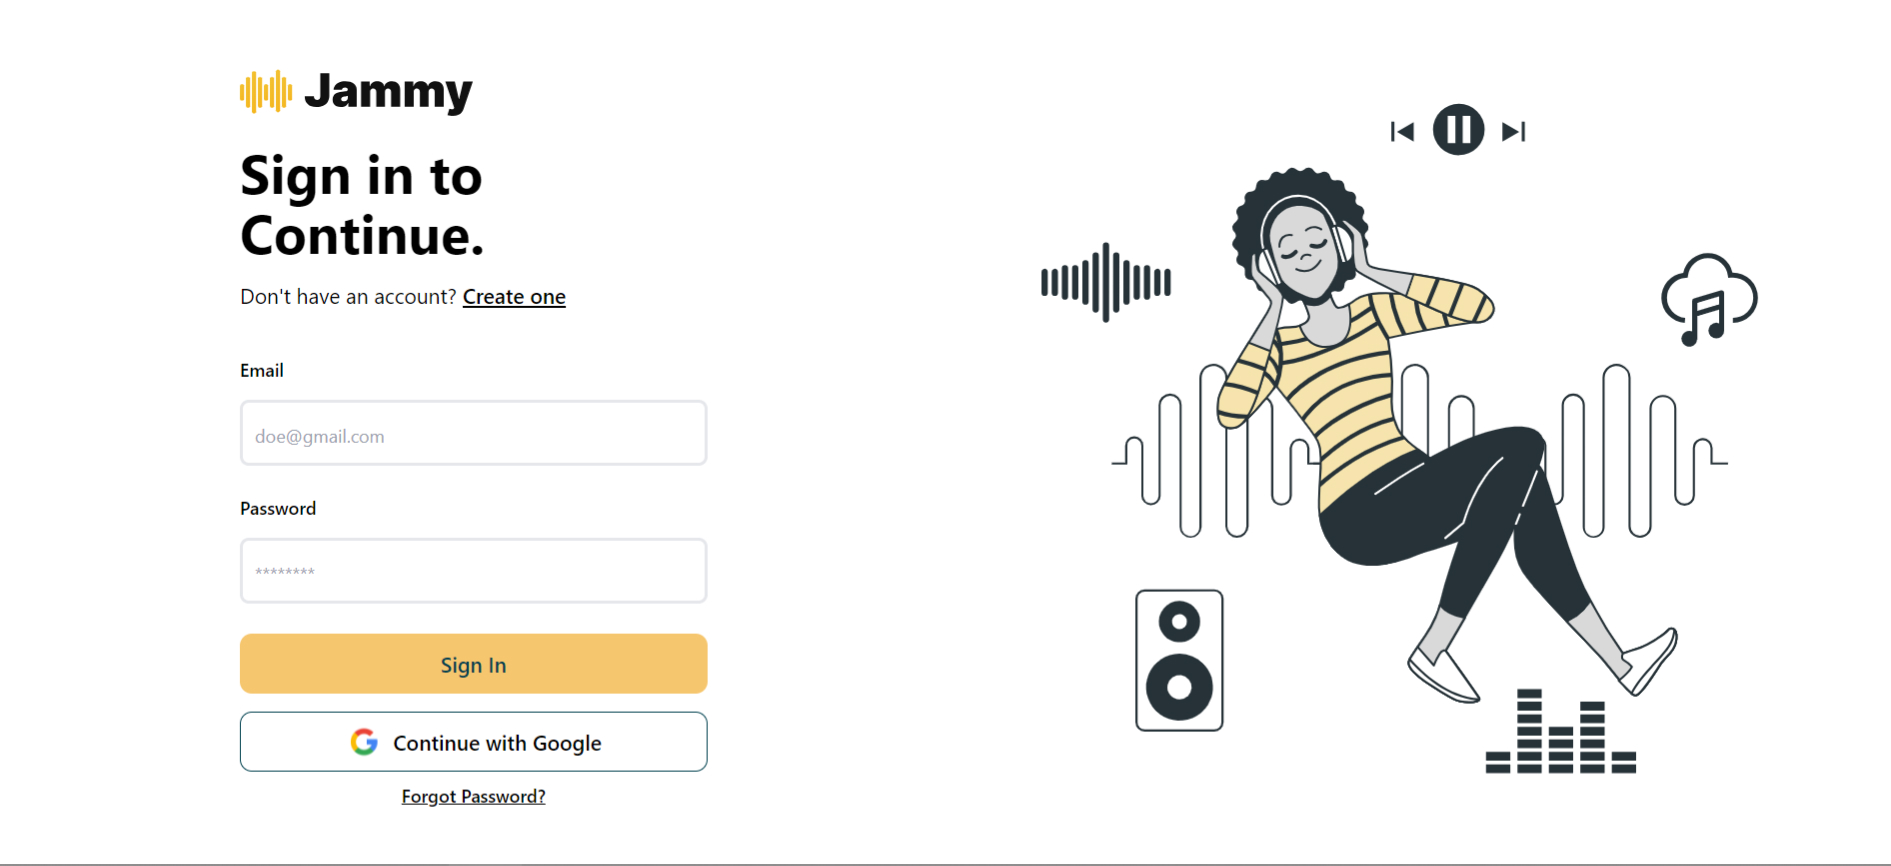 Jammy
Sign in to
Continue.
Don't have an account? Create one
Email
doe@gmail.com
Password
********
Sign In
Continue with Google
Forgot Password?